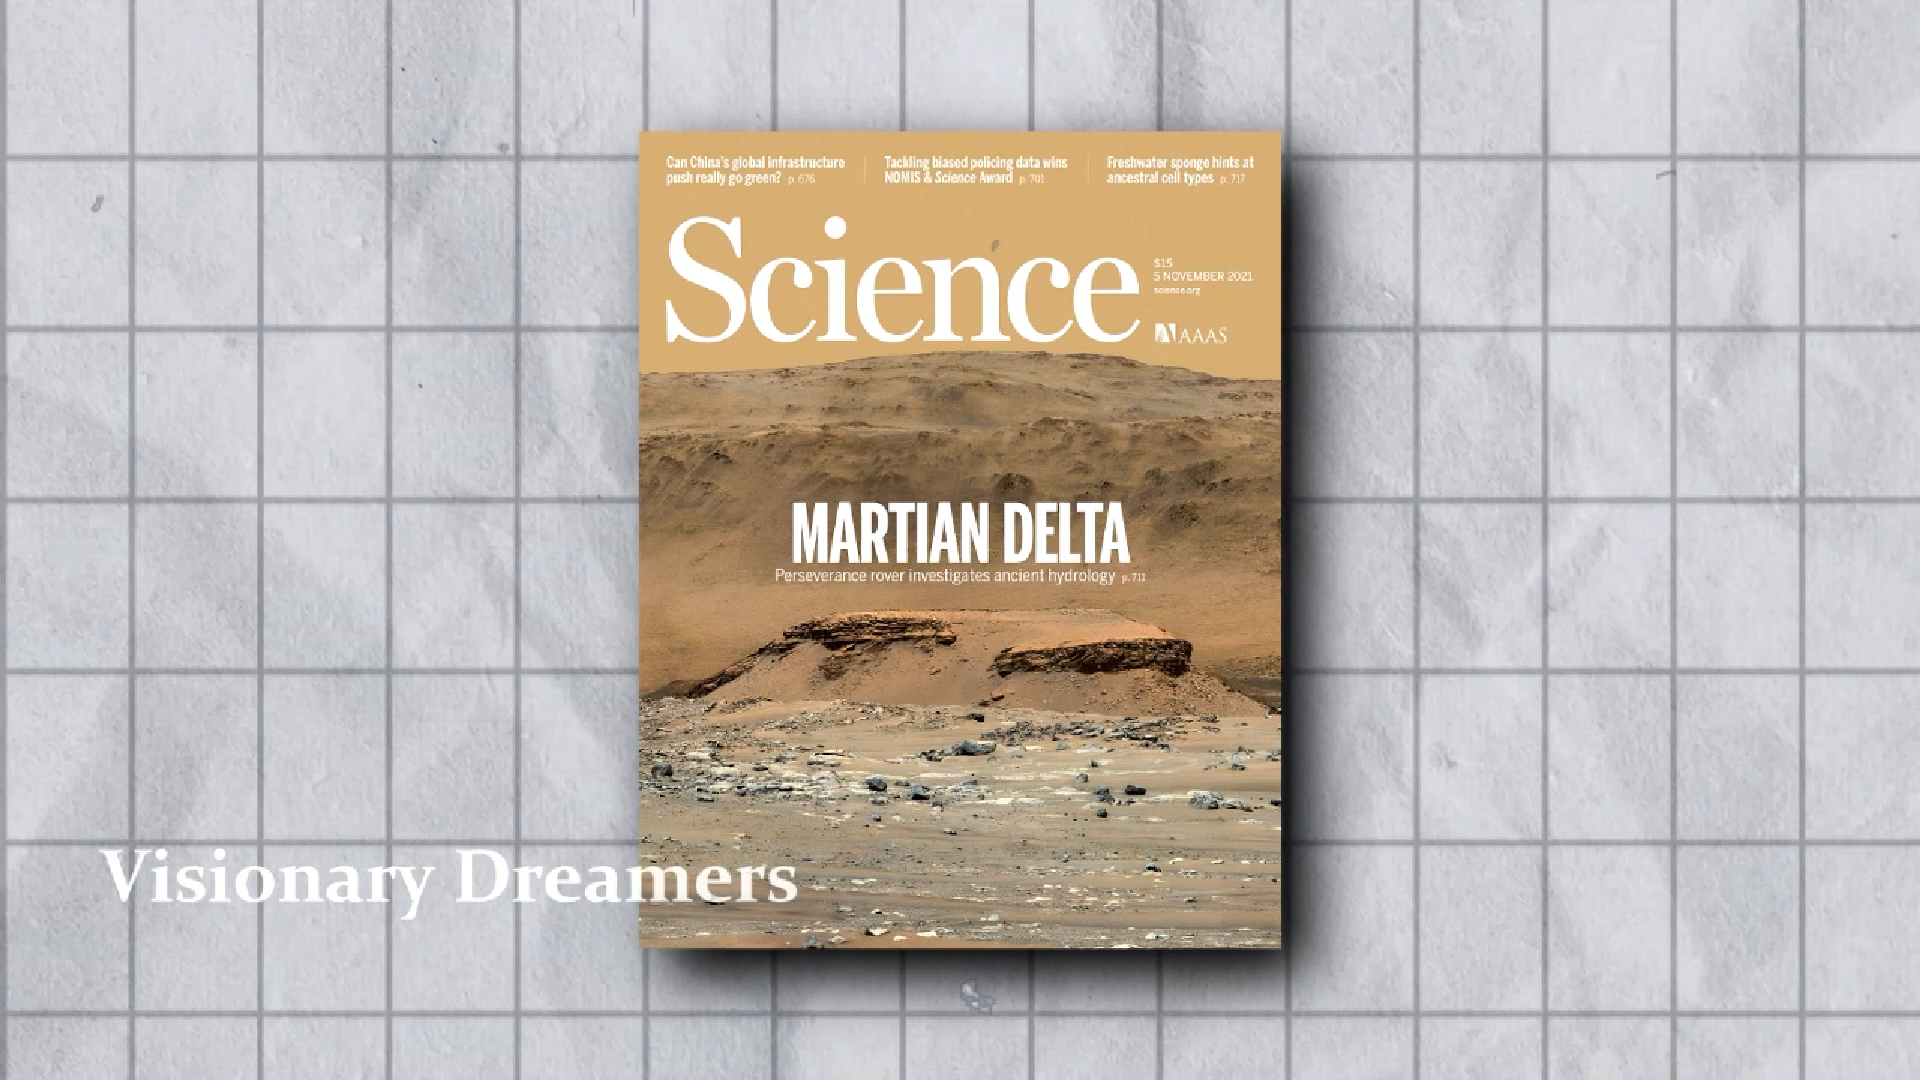 Can China's global infrastructure
push really go green? p. 676
Tackling biased policing data wins
NOMIS & Science Award p. 701
Freshwater sponge hints at
ancestral cell types p. 717
Science
$15
5 NOVEMBER 2021
science.org
AAAS
MARTIAN DELTA
Perseverance rover investigates ancient hydrology p. 711
Visionary Dreamers